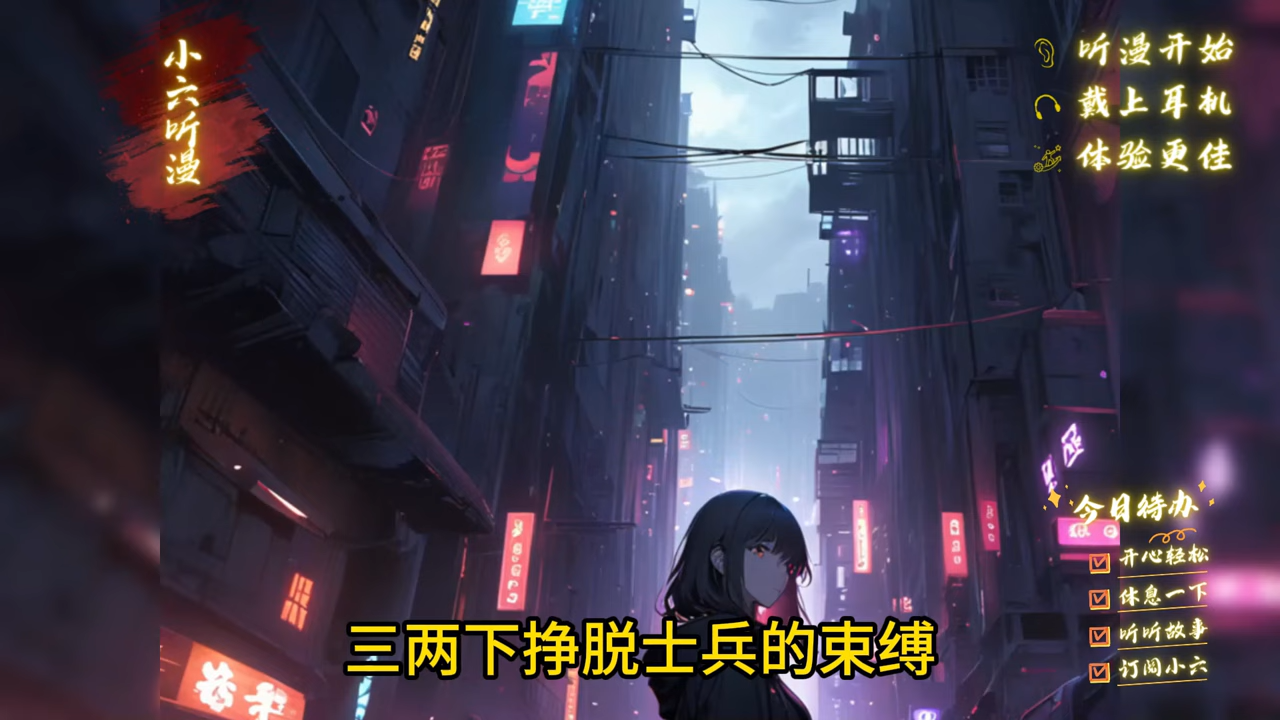 小六听漫
听漫开始
戴上耳机
体验更佳
今日待办
开心轻松
休息一下
听听故事
订阅小六
三两下挣脱士兵的束缚